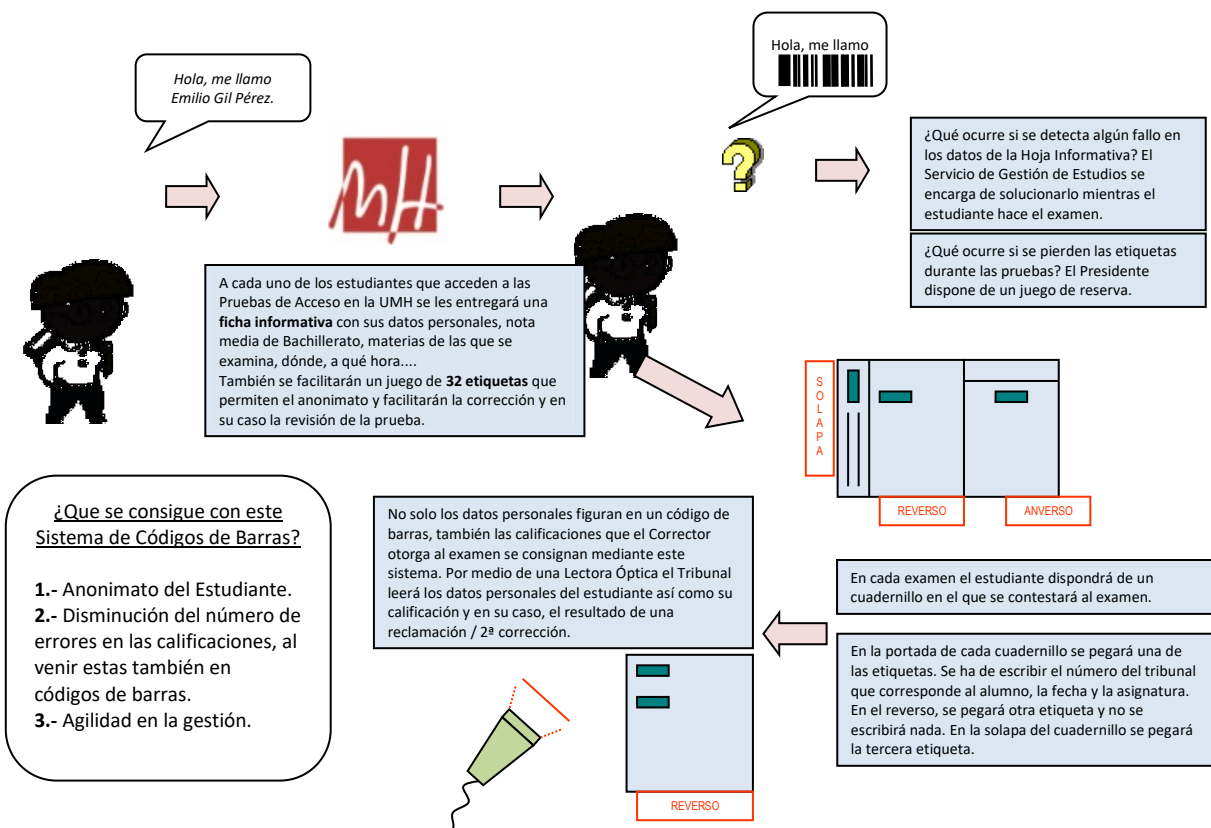 Hola, me llamo
Emilio Gil Pérez.
Hola, me llamo
¿Qué ocurre si se detecta algún fallo en
los datos de la Hoja Informativa? El
Servicio de Gestión de Estudios se
encarga de solucionarlo mientras el
estudiante hace el examen.
¿Qué ocurre si se pierden las etiquetas
durante las pruebas? El Presidente
dispone de un juego de reserva.
mH
A cada uno de los estudiantes que acceden a las
Pruebas de Acceso en la UMH se les entregará una
ficha informativa con sus datos personales, nota
media de Bachillerato, materias de las que se
examina, dónde, a qué hora....
También se facilitarán un juego de 32 etiquetas que
permiten el anonimato y facilitarán la corrección y en
su caso la revisión de la prueba.
SOLAPA
REVERSO
ANVERSO
¿Que se consigue con este
Sistema de Códigos de Barras?
1.- Anonimato del Estudiante.
2.- Disminución del número de
errores en las calificaciones, al
venir estas también en
códigos de barras.
3.- Agilidad en la gestión.
No solo los datos personales figuran en un código de
barras, también las calificaciones que el Corrector
otorga al examen se consignan mediante este
sistema. Por medio de una Lectora Óptica el Tribunal
leerá los datos personales del estudiante así como su
calificación y en su caso, el resultado de una
reclamación / 2ª corrección.
En cada examen el estudiante dispondrá de un
cuadernillo en el que se contestará al examen.
En la portada de cada cuadernillo se pegará una de
las etiquetas. Se ha de escribir el número del tribunal
que corresponde al alumno, la fecha y la asignatura.
En el reverso, se pegará otra etiqueta y no se
escribirá nada. En la solapa del cuadernillo se pegará
la tercera etiqueta.
REVERSO